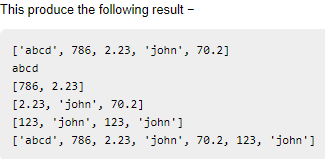 This produce the following result −
['abcd', 786, 2.23, 'john', 70.2]
abcd
[786, 2.23]
[2.23, 'john', 70.2]
[123, 'john', 123, 'john']
['abcd', 786, 2.23, 'john', 70.2, 123, 'john']